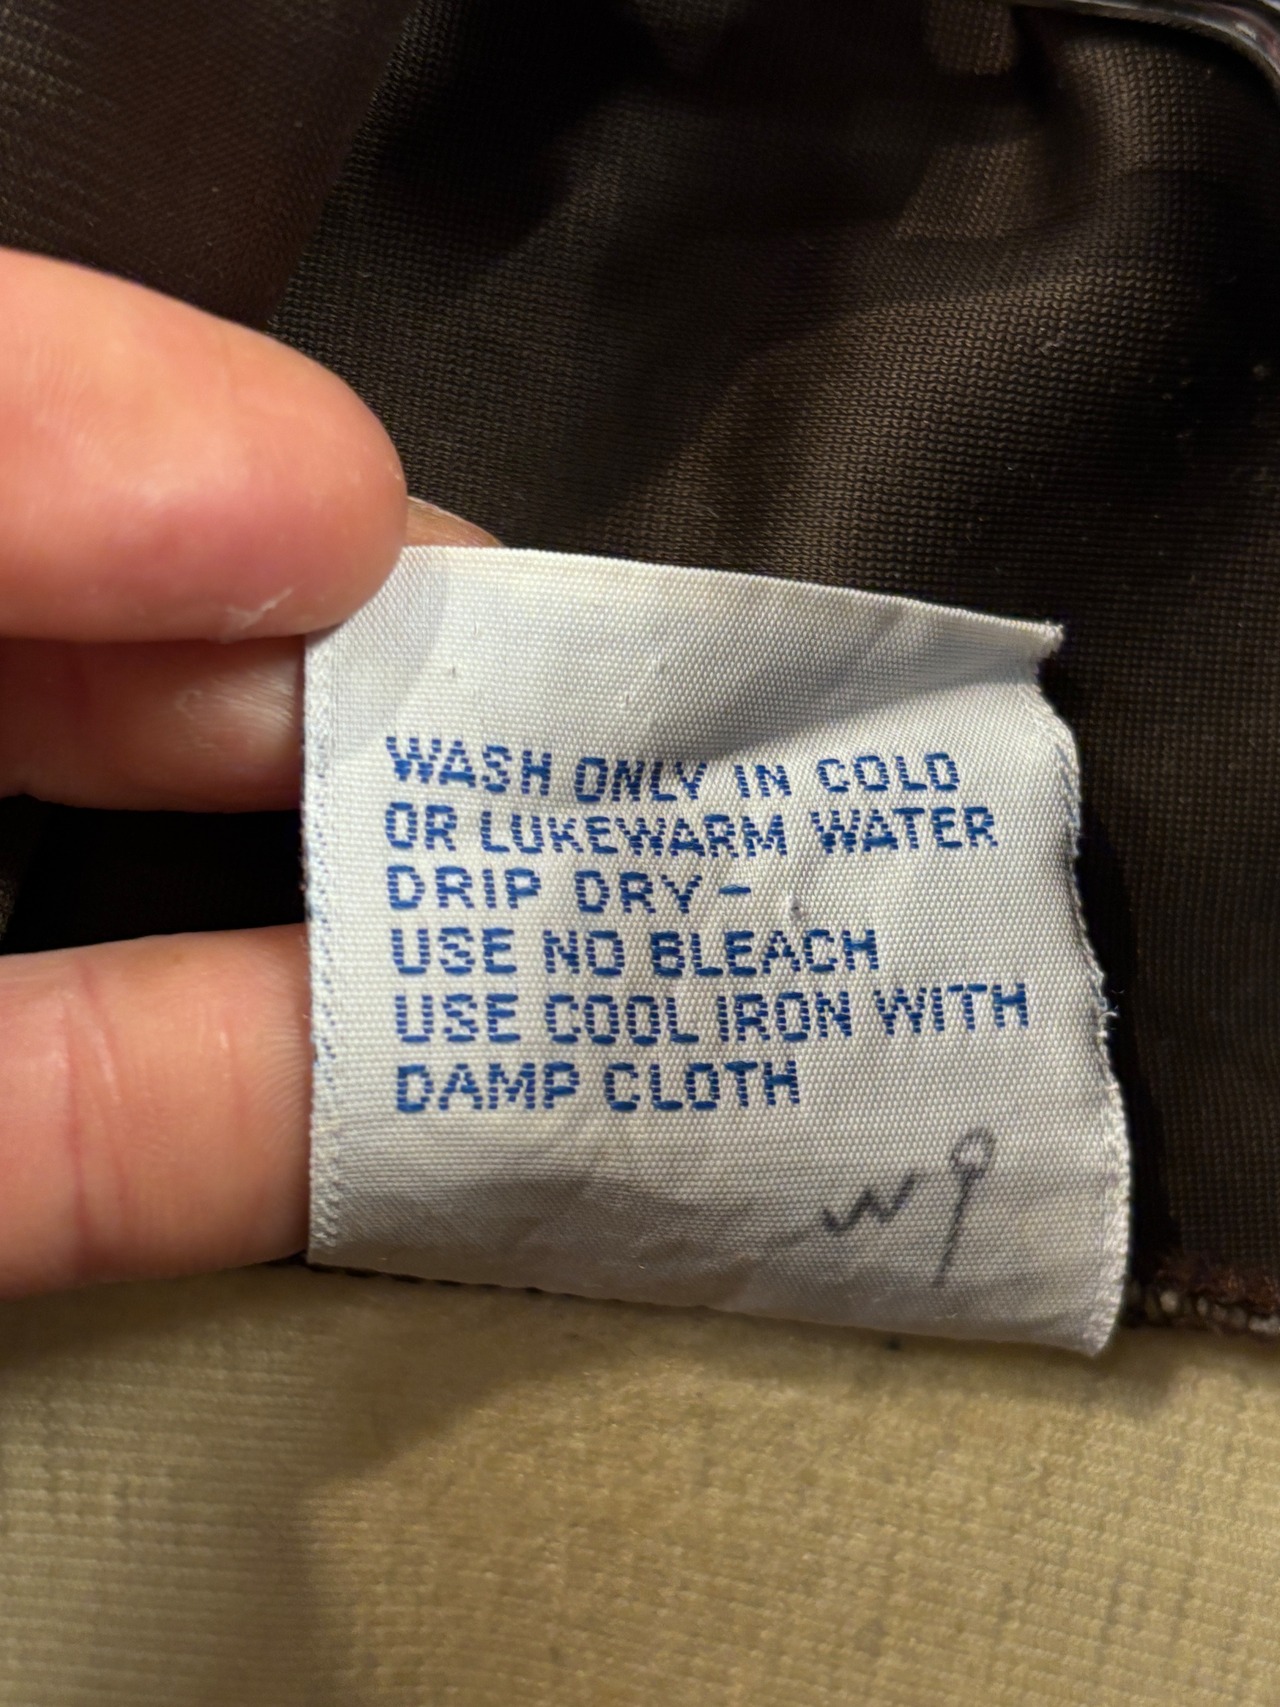 WASH ONLY IN COLD
OR LUKEWARM WATER
DRIP DRY-
USE NO BLEACH
USE COOL IRON WITH
DAMP CLOTH